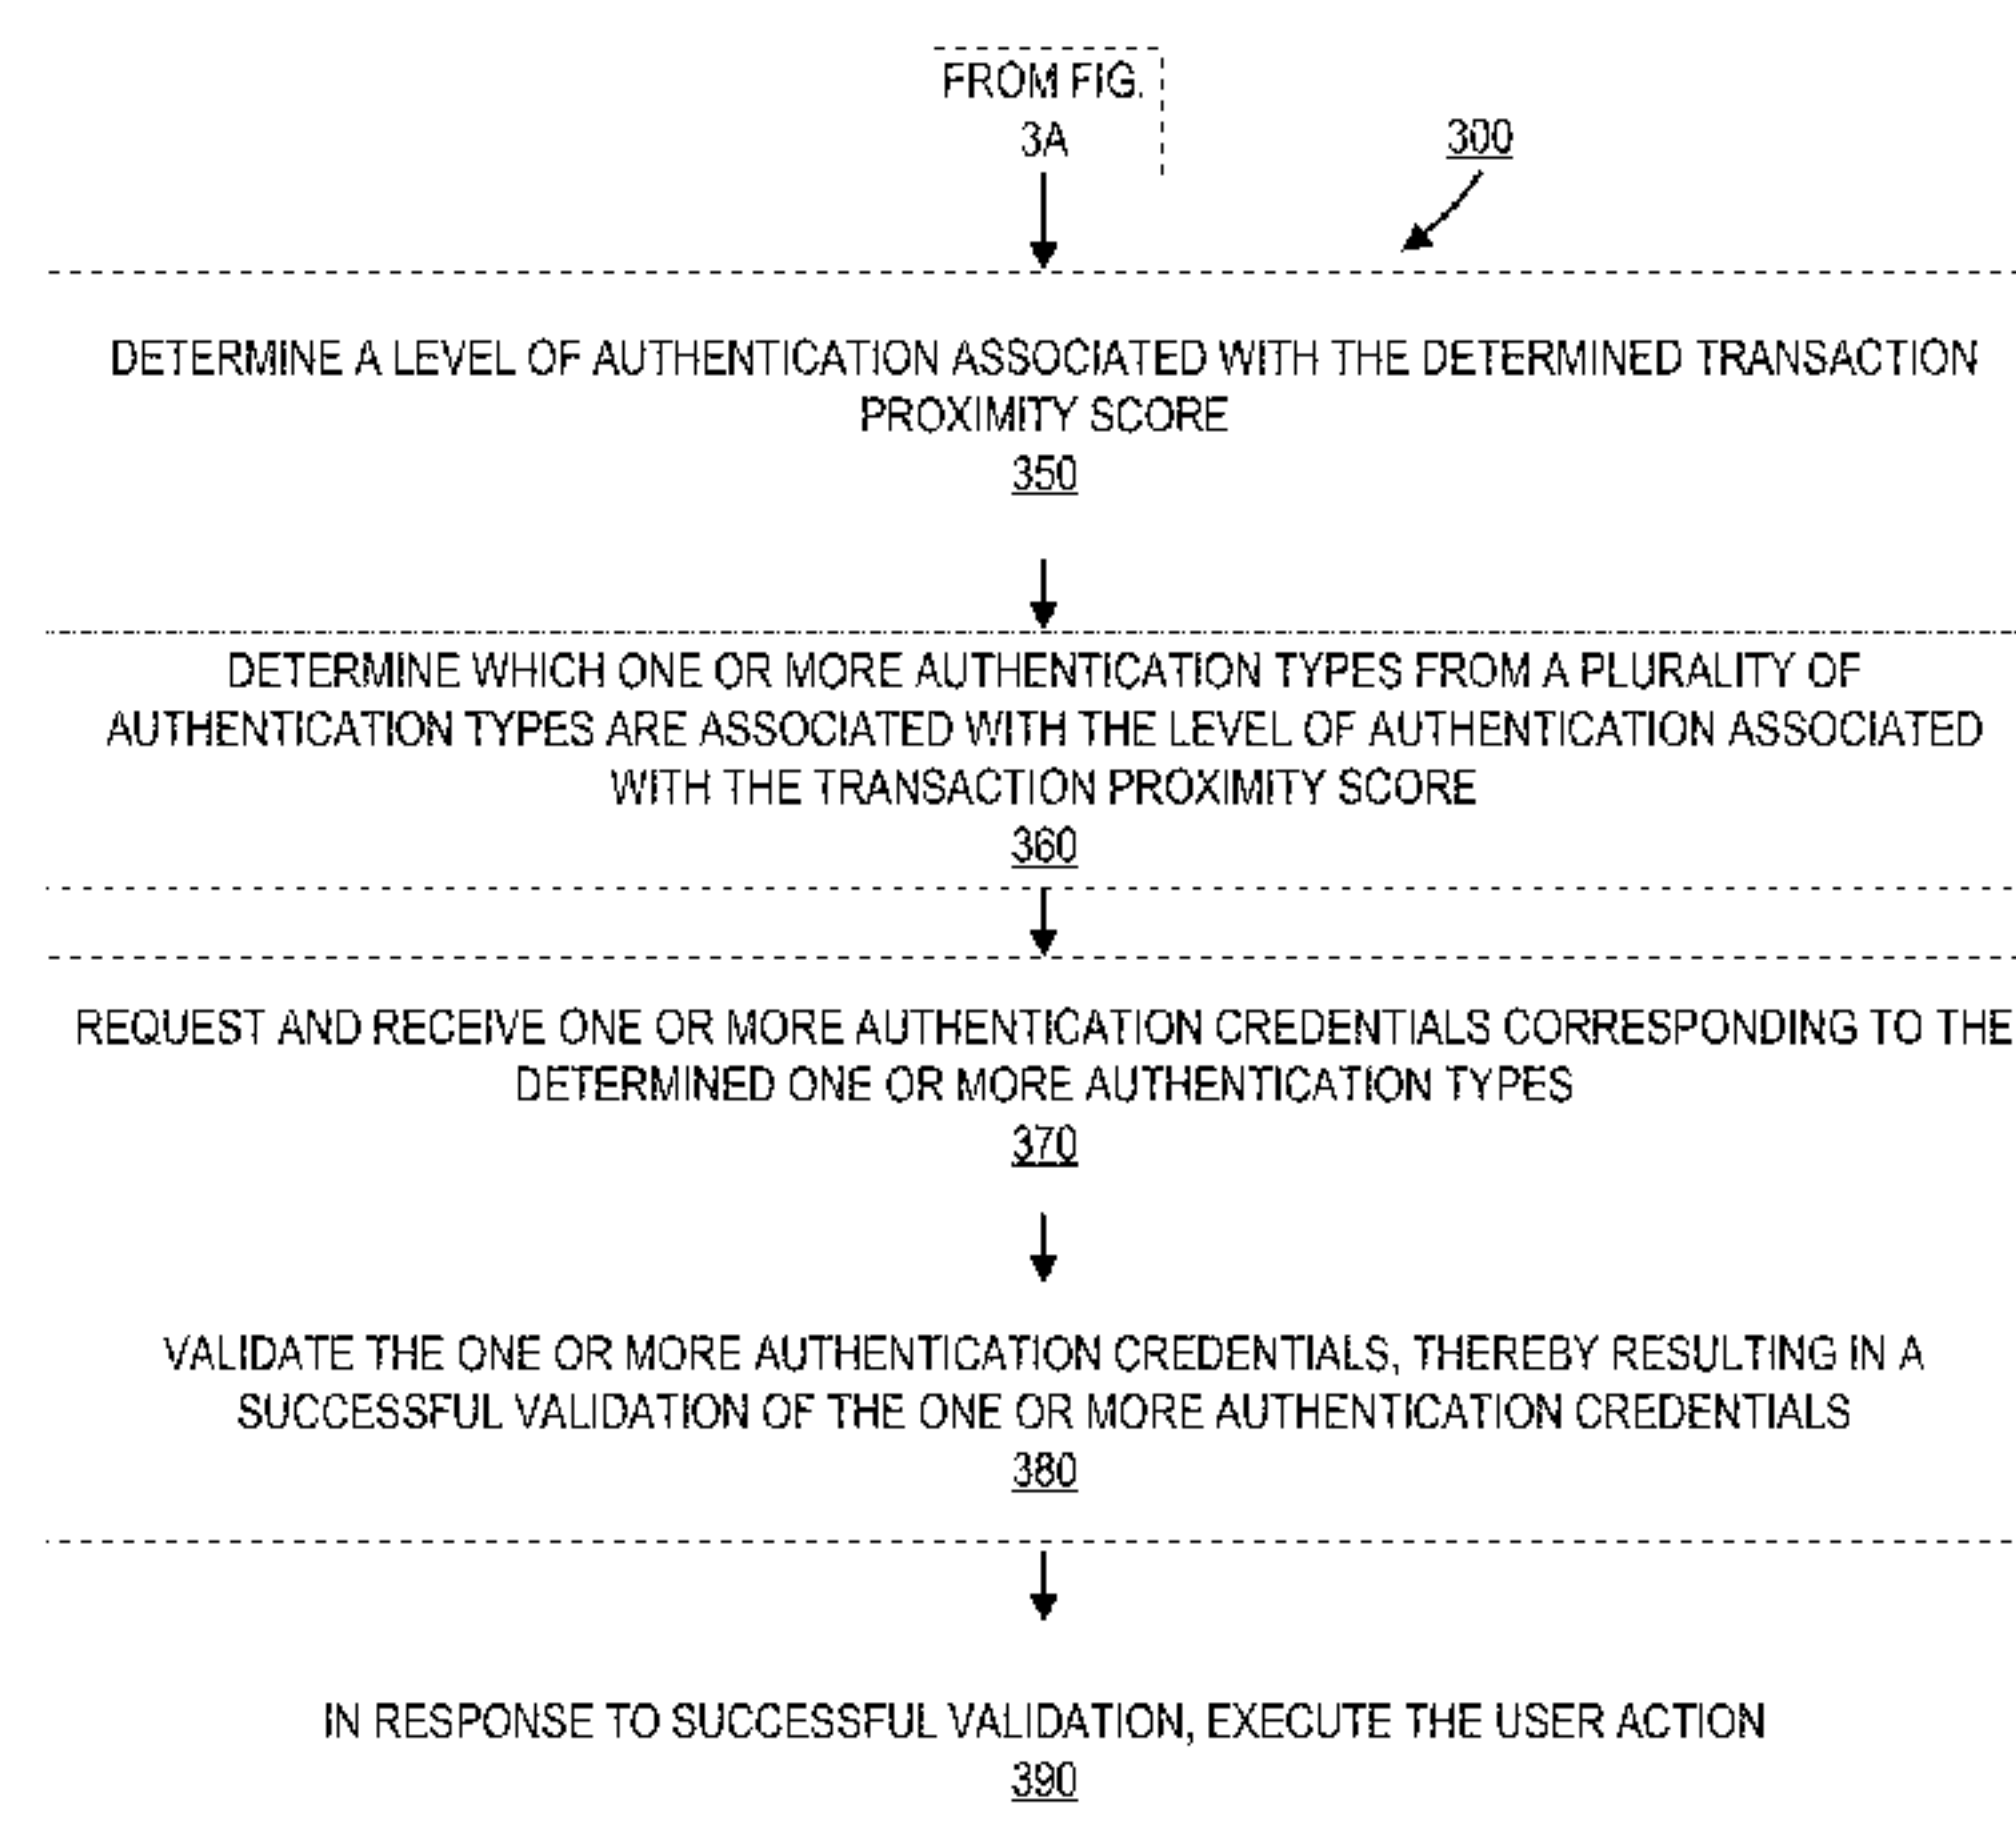 FROM FIG.
3A
300
DETERMINE A LEVEL OF AUTHENTICATION ASSOCIATED WITH THE DETERMINED TRANSACTION
PROXIMITY SCORE
350
DETERMINE WHICH ONE OR MORE AUTHENTICATION TYPES FROM A PLURALITY OF
AUTHENTICATION TYPES ARE ASSOCIATED WITH THE LEVEL OF AUTHENTICATION ASSOCIATED
WITH THE TRANSACTION PROXIMITY SCORE
360
REQUEST AND RECEIVE ONE OR MORE AUTHENTICATION CREDENTIALS CORRESPONDING TO THE
DETERMINED ONE OR MORE AUTHENTICATION TYPES
370
VALIDATE THE ONE OR MORE AUTHENTICATION CREDENTIALS, THEREBY RESULTING IN A
SUCCESSFUL VALIDATION OF THE ONE OR MORE AUTHENTICATION CREDENTIALS
380
IN RESPONSE TO SUCCESSFUL VALIDATION, EXECUTE THE USER ACTION
390